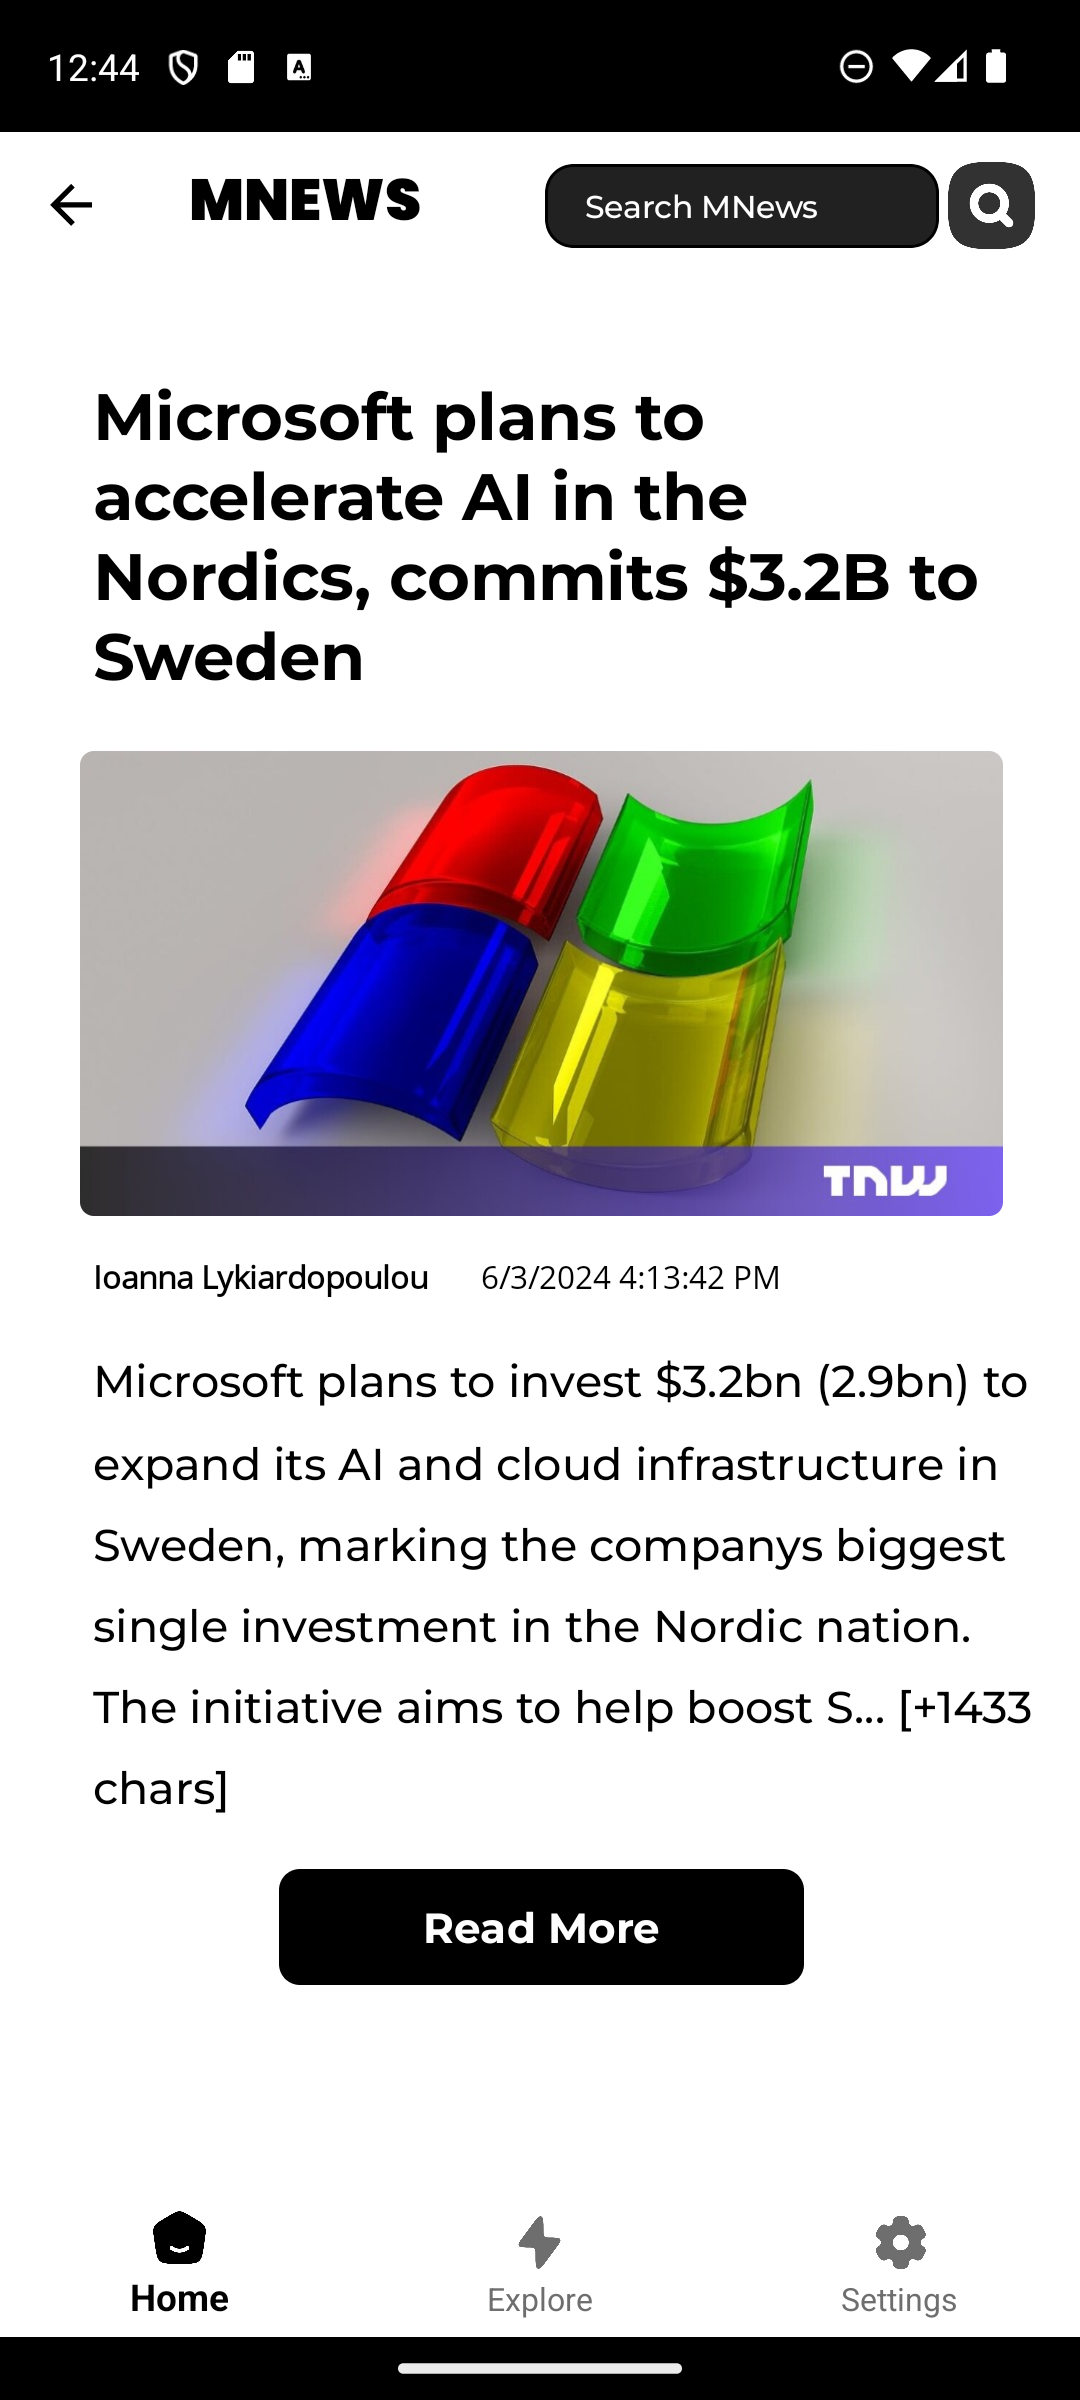 12:44
A
MNEWS
Search MNews
Microsoft plans to
accelerate AI in the
Nordics, commits $3.2B to
Sweden
TNW
Ioanna Lykiardopoulou 6/3/2024 4:13:42 PM
Microsoft plans to invest $3.2bn (2.9bn) to
expand its AI and cloud infrastructure in
Sweden, marking the companys biggest
single investment in the Nordic nation.
The initiative aims to help boost S... [+1433
chars]
Read More
Home
Explore
Settings